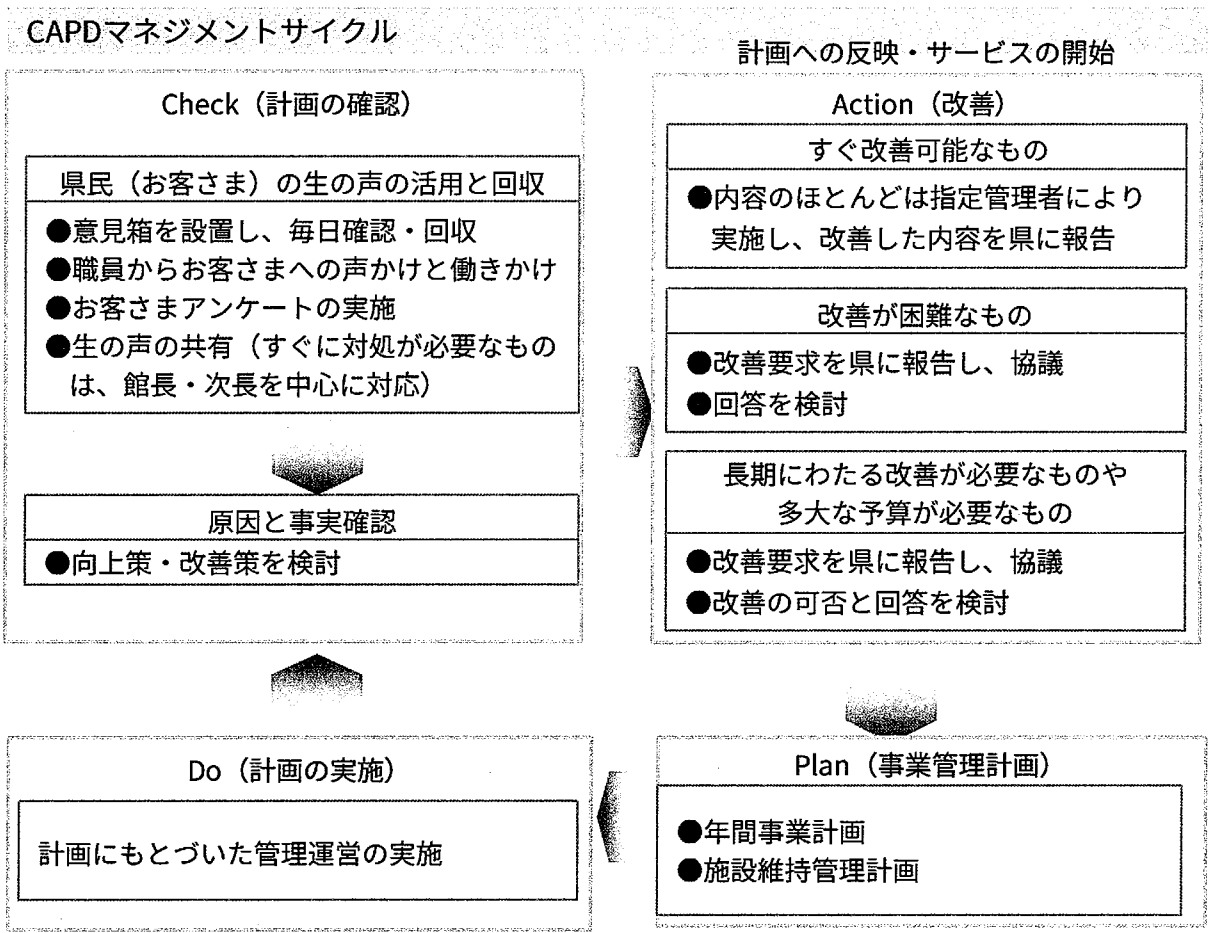 CAPDマネジメントサイクル
Check（計画の確認）
県民（お客さま）の生の声の活用と回収
●意見箱を設置し、毎日確認・回収
●職員からお客さまへの声かけと働きかけ
●お客さまアンケートの実施
●生の声の共有（すぐに対処が必要なもの
は、館長・次長を中心に対応）
原因と事実確認
●向上策・改善策を検討
計画への反映・サービスの開始
Action（改善）
すぐ改善可能なもの
●内容のほとんどは指定管理者により
実施し、改善した内容を県に報告
改善が困難なもの
●改善要求を県に報告し、協議
●回答を検討
長期にわたる改善が必要なものや
多大な予算が必要なもの
●改善要求を県に報告し、協議
●改善の可否と回答を検討
Plan（事業管理計画）
●年間事業計画
●施設維持管理計画
Do（計画の実施）
計画にもとづいた管理運営の実施